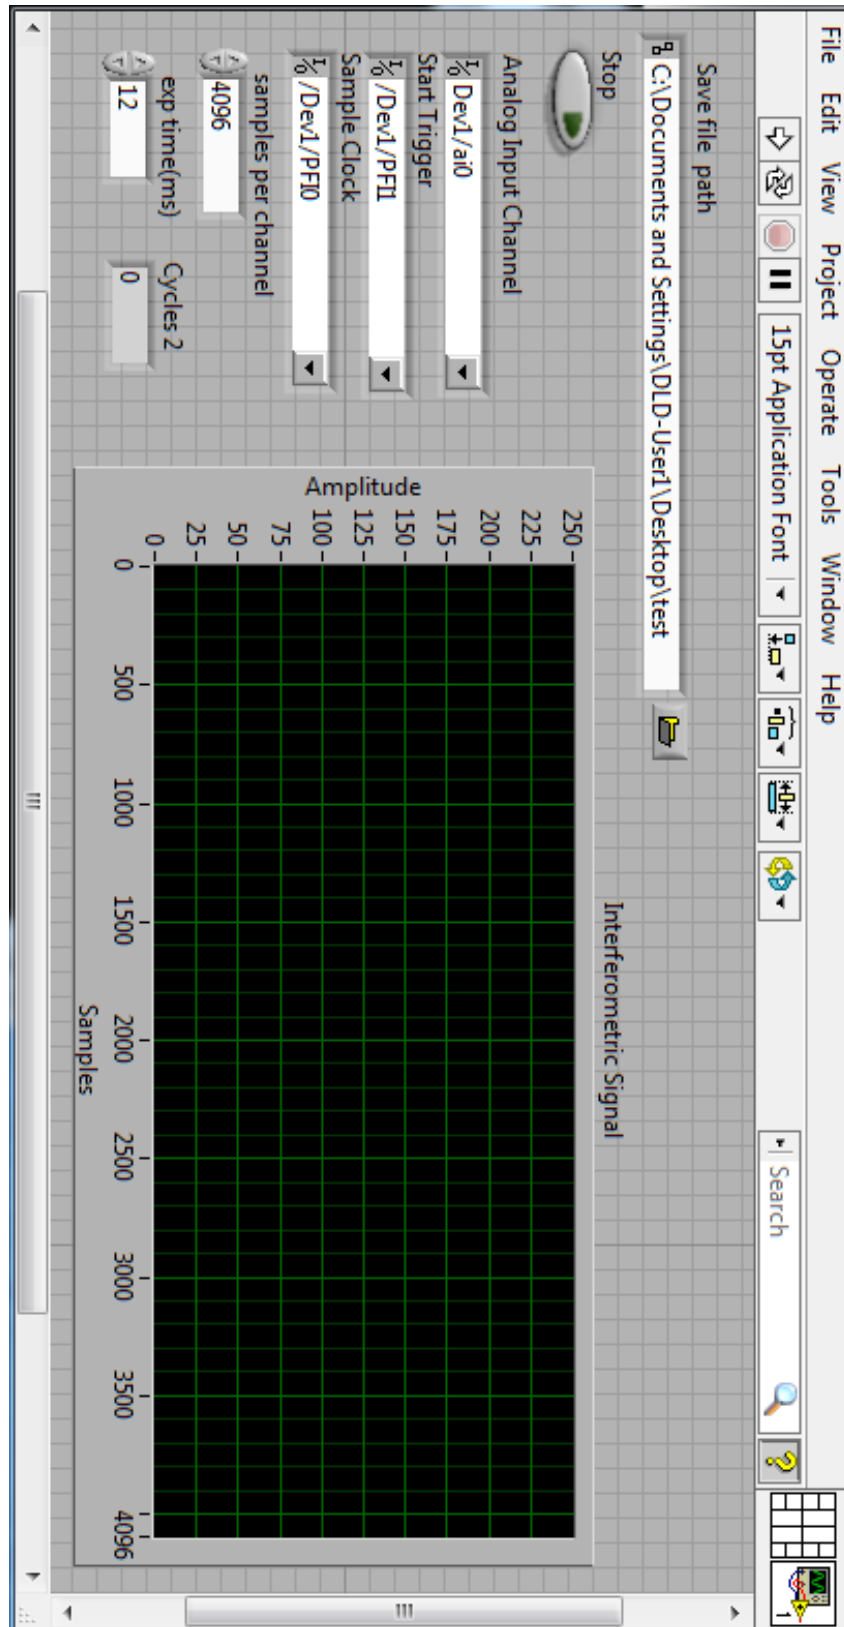 File Edit View Project Operate Tools Window Help
15pt Application Font
Search
Save file path
C:\Documents and Settings\DLD-User1\Desktop\test
Stop
Analog Input Channel
Dev1/ai0
Start Trigger
/Dev1/PFI1
Sample Clock
/Dev1/PFI0
samples per channel
4096
exp time(ms)
12
Cycles 2
0
Interferometric Signal
Amplitude
250
225
200
175
150
125
100
75
50
25
0
0 500 1000 1500 2000 2500 3000 3500 4096
Samples
1